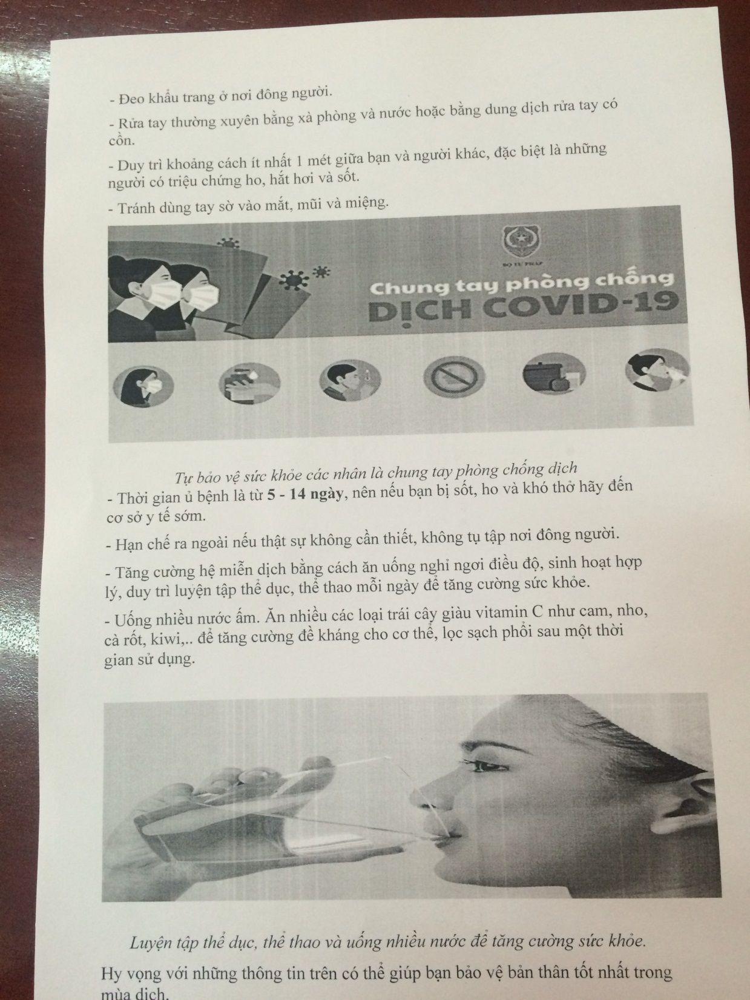 - Đeo khẩu trang ở nơi đông người.
- Rửa tay thường xuyên bằng xà phòng và nước hoặc bằng dung dịch rửa tay có
cồn.
- Duy trì khoảng cách ít nhất 1 mét giữa bạn và người khác, đặc biệt là những
người có triệu chứng ho, hắt hơi và sốt.
- Tránh dùng tay sờ vào mắt, mũi và miệng.
BỘ TƯ PHÁP
Chung tay phòng chống
DỊCH COVID-19
Tự bảo vệ sức khỏe các nhân là chung tay phòng chống dịch
- Thời gian ủ bệnh là từ 5 - 14 ngày, nên nếu bạn bị sốt, ho và khó thở hãy đến
cơ sở y tế sớm.
- Hạn chế ra ngoài nếu thật sự không cần thiết, không tụ tập nơi đông người.
- Tăng cường hệ miễn dịch bằng cách ăn uống nghỉ ngơi điều độ, sinh hoạt hợp
lý, duy trì luyện tập thể dục, thể thao mỗi ngày để tăng cường sức khỏe.
- Uống nhiều nước ấm. Ăn nhiều các loại trái cây giàu vitamin C như cam, nho,
cà rốt, kiwi,.. để tăng cường đề kháng cho cơ thể, lọc sạch phổi sau một thời
gian sử dụng.
Luyện tập thể dục, thể thao và uống nhiều nước để tăng cường sức khỏe.
Hy vọng với những thông tin trên có thể giúp bạn bảo vệ bản thân tốt nhất trong
mùa dịch.